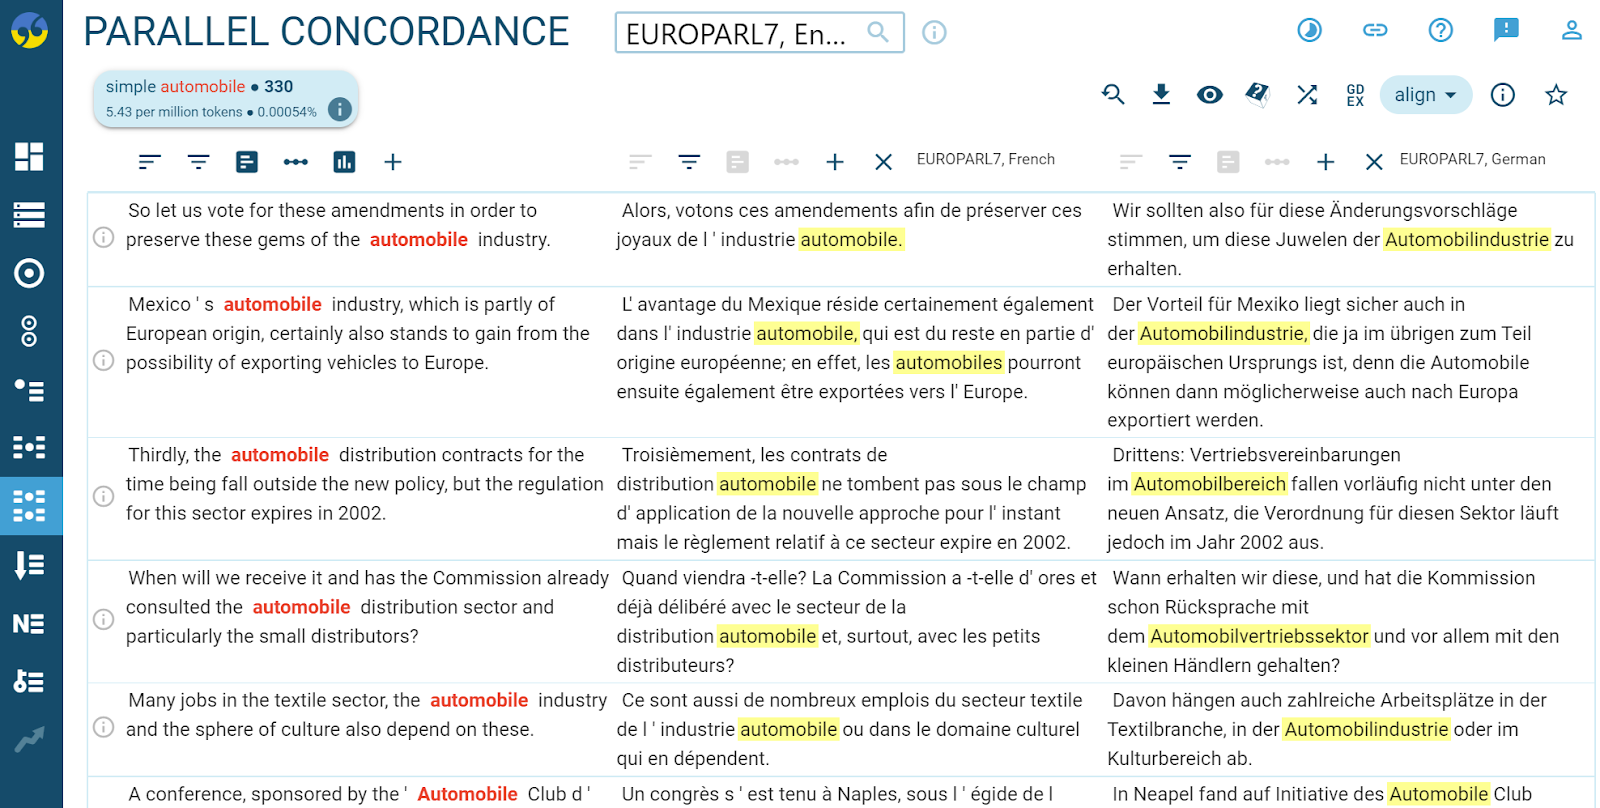 PARALLEL CONCORDANCE
EUROPARL7, En...
simple automobile ● 330
5.43 per million tokens ● 0.00054%
GD
EX
align
EUROPARL7, French
EUROPARL7, German
So let us vote for these amendments in order to
preserve these gems of the automobile industry.
Alors, votons ces amendements afin de préserver ces
joyaux de l ' industrie automobile.
Wir sollten also für diese Änderungsvorschläge
stimmen, um diese Juwelen der Automobilindustrie zu
erhalten.
Mexico ' s automobile industry, which is partly of
European origin, certainly also stands to gain from the
possibility of exporting vehicles to Europe.
L' avantage du Mexique réside certainement également
dans l' industrie automobile, qui est du reste en partie d'
origine européenne; en effet, les automobiles pourront
ensuite également être exportées vers l' Europe.
Der Vorteil für Mexiko liegt sicher auch in
der Automobilindustrie, die ja im übrigen zum Teil
europäischen Ursprungs ist, denn die Automobile
können dann möglicherweise auch nach Europa
exportiert werden.
Thirdly, the automobile distribution contracts for the
time being fall outside the new policy, but the regulation
for this sector expires in 2002.
Troisièmement, les contrats de
distribution automobile ne tombent pas sous le champ
d' application de la nouvelle approche pour l' instant
mais le règlement relatif à ce secteur expire en 2002.
Drittens: Vertriebsvereinbarungen
im Automobilbereich fallen vorläufig nicht unter den
neuen Ansatz, die Verordnung für diesen Sektor läuft
jedoch im Jahr 2002 aus.
When will we receive it and has the Commission already
consulted the automobile distribution sector and
particularly the small distributors?
Quand viendra -t-elle? La Commission a -t-elle d' ores et
déjà délibéré avec le secteur de la
distribution automobile et, surtout, avec les petits
distributeurs?
Wann erhalten wir diese, und hat die Kommission
schon Rücksprache mit
dem Automobilvertriebssektor und vor allem mit den
kleinen Händlern gehalten?
Many jobs in the textile sector, the automobile industry
and the sphere of culture also depend on these.
Ce sont aussi de nombreux emplois du secteur textile
de l ' industrie automobile ou dans le domaine culturel
qui en dépendent.
Davon hängen auch zahlreiche Arbeitsplätze in der
Textilbranche, in der Automobilindustrie oder im
Kulturbereich ab.
A conference, sponsored by the ' Automobile Club d '
Un congrès s ' est tenu à Naples, sous l ' égide de l
In Neapel fand auf Initiative des Automobile Club